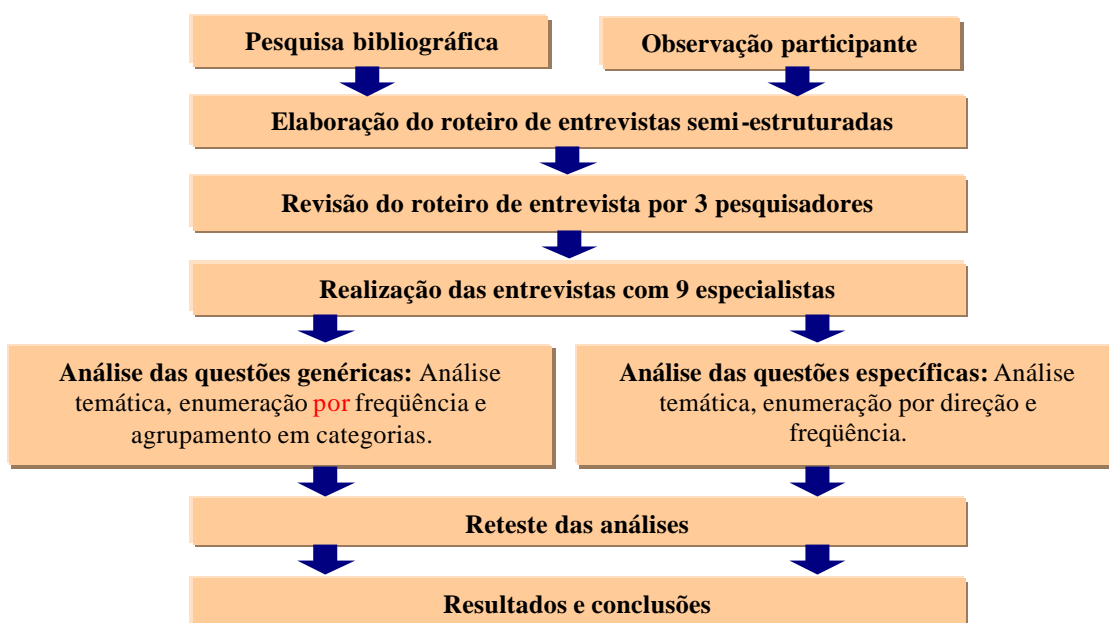 Pesquisa bibliográfica
Observação participante
Elaboração do roteiro de entrevistas semi-estruturadas
Revisão do roteiro de entrevista por 3 pesquisadores
Realização das entrevistas com 9 especialistas
Análise das questões genéricas: Análise
temática, enumeração por freqüência e
agrupamento em categorias.
Análise das questões específicas: Análise
temática, enumeração por direção e
freqüência.
Reteste das análises
Resultados e conclusões